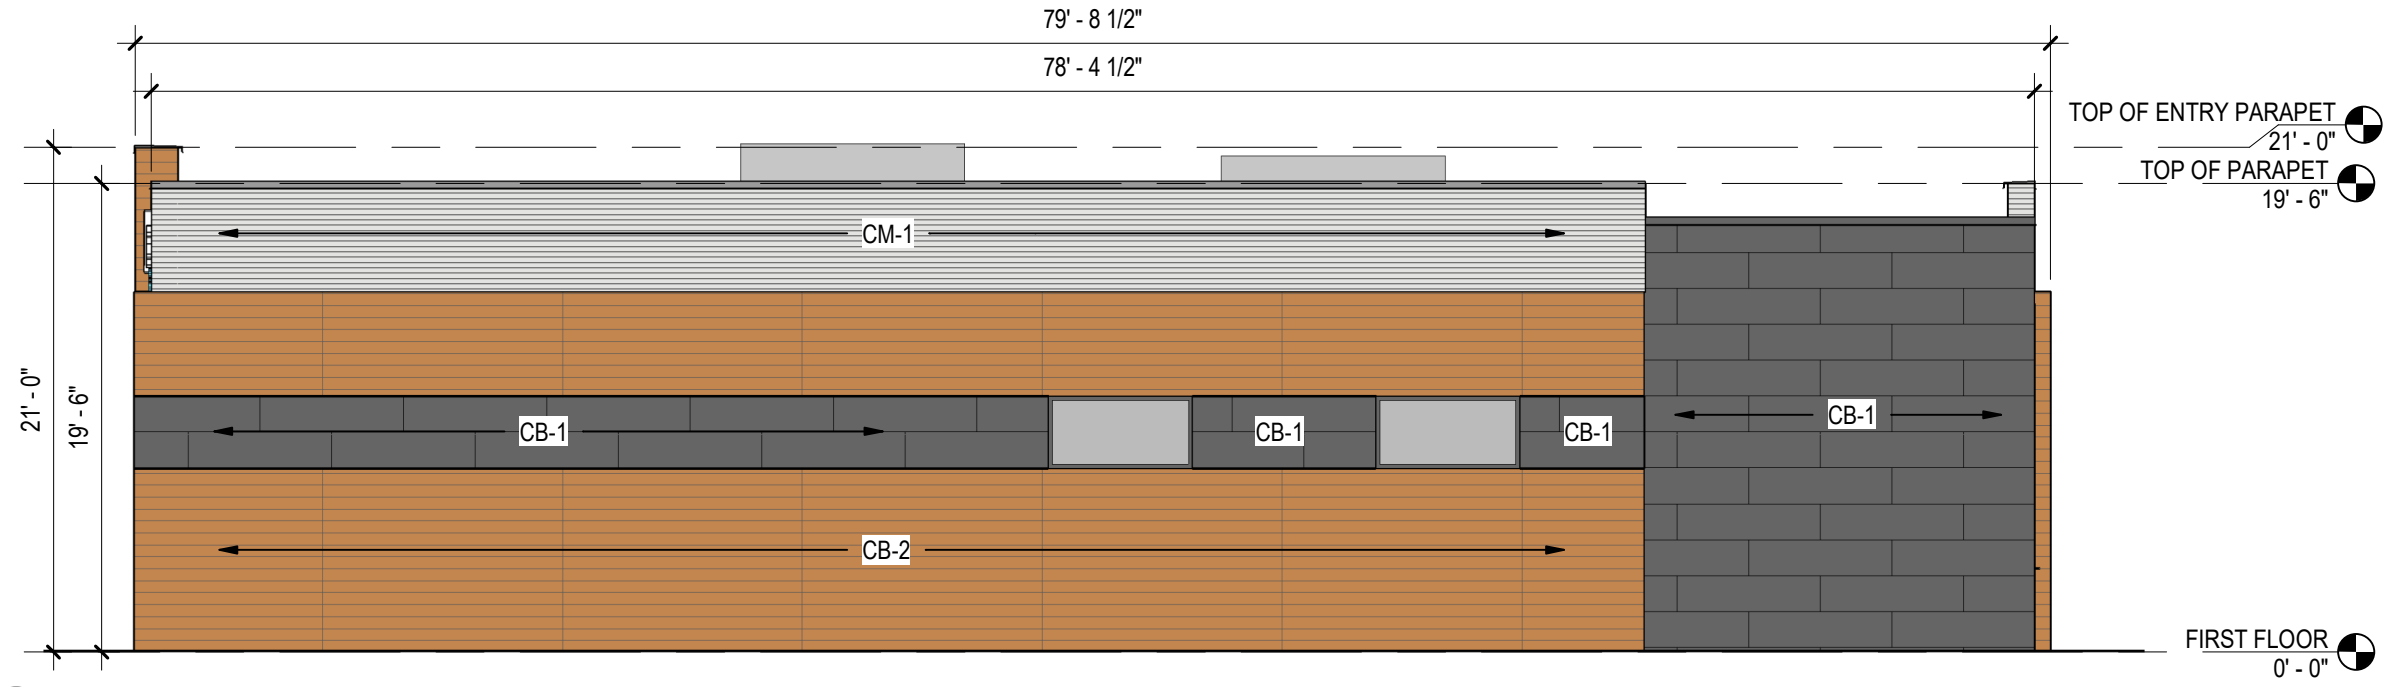 79' - 8 1/2"
78' - 4 1/2"
TOP OF ENTRY PARAPET
21' - 0"
TOP OF PARAPET
19' - 6"
CM-1
21' - 0"
19' - 6"
CB-1
CB-1
CB-1
CB-1
CB-2
FIRST FLOOR
0' - 0"